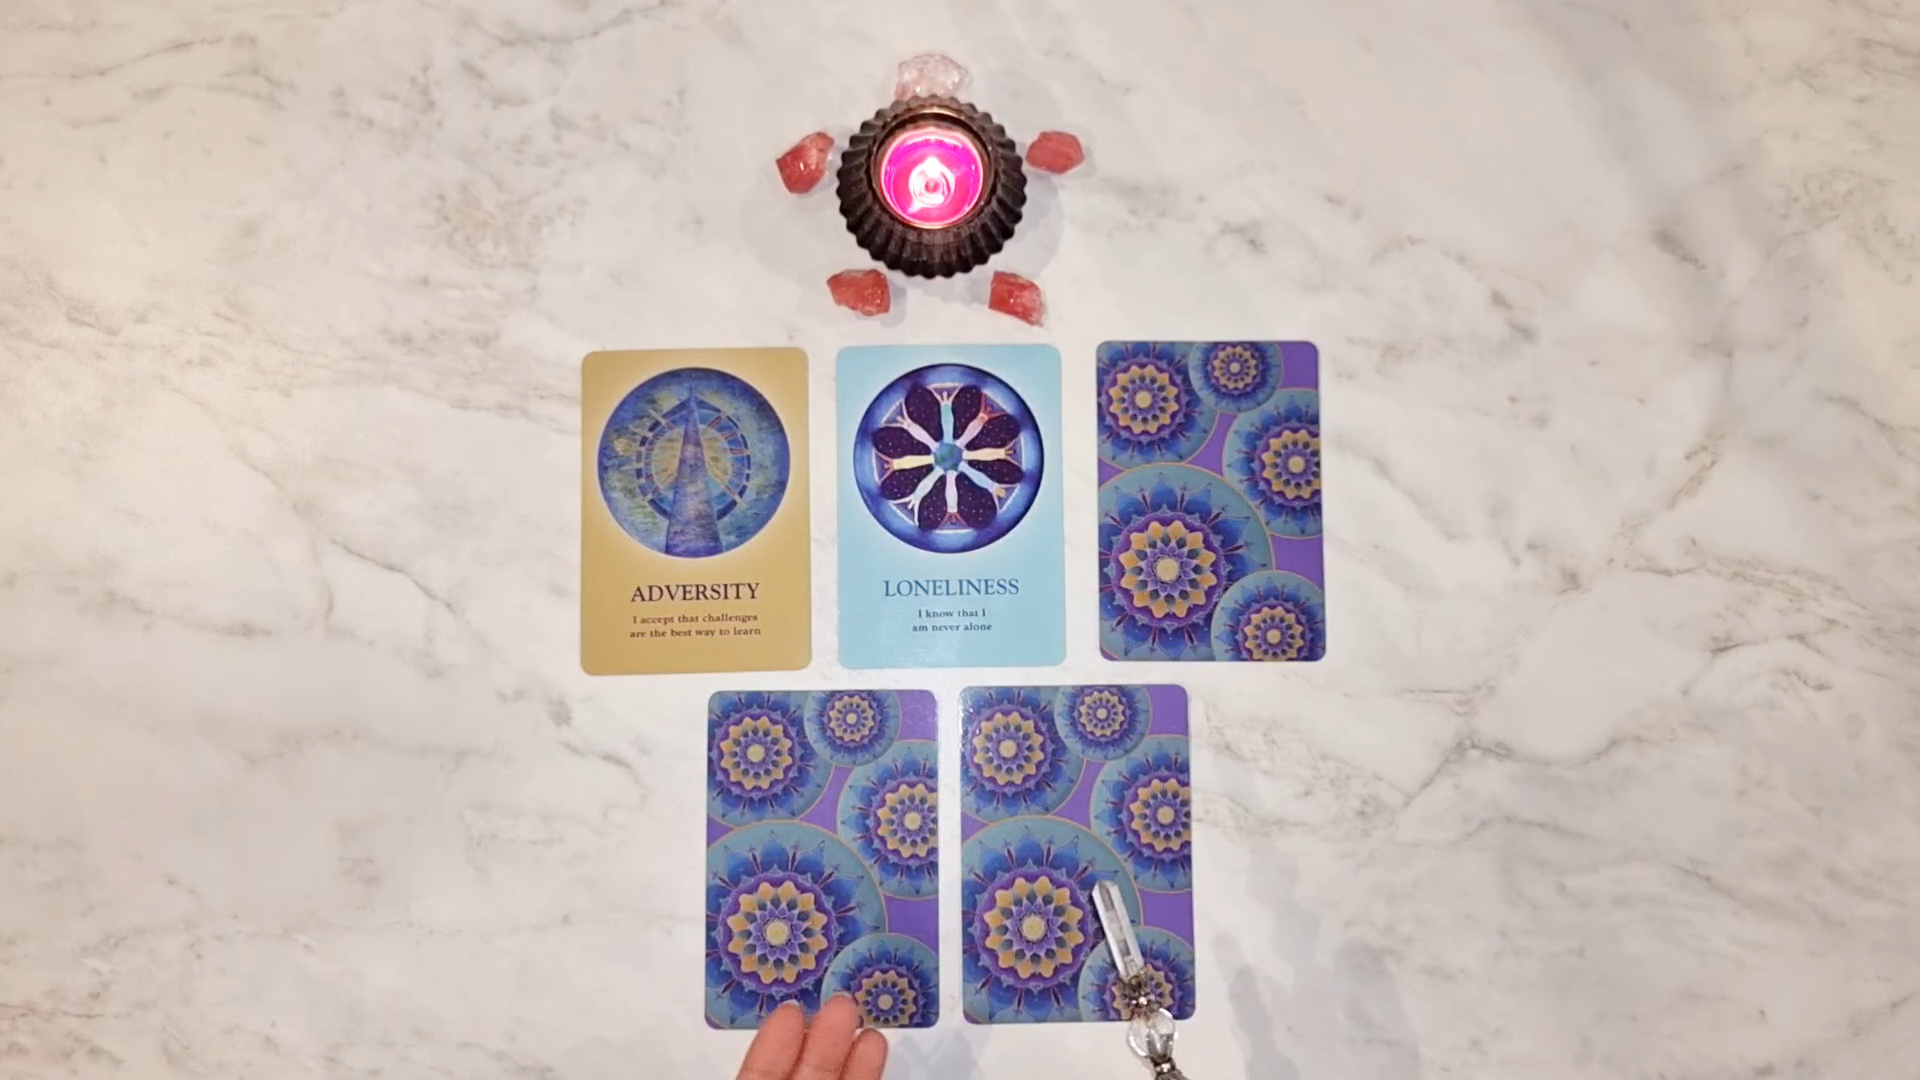 ADVERSITY
I accept that challenges
are the best way to learn
LONELINESS
I know that I
am never alone